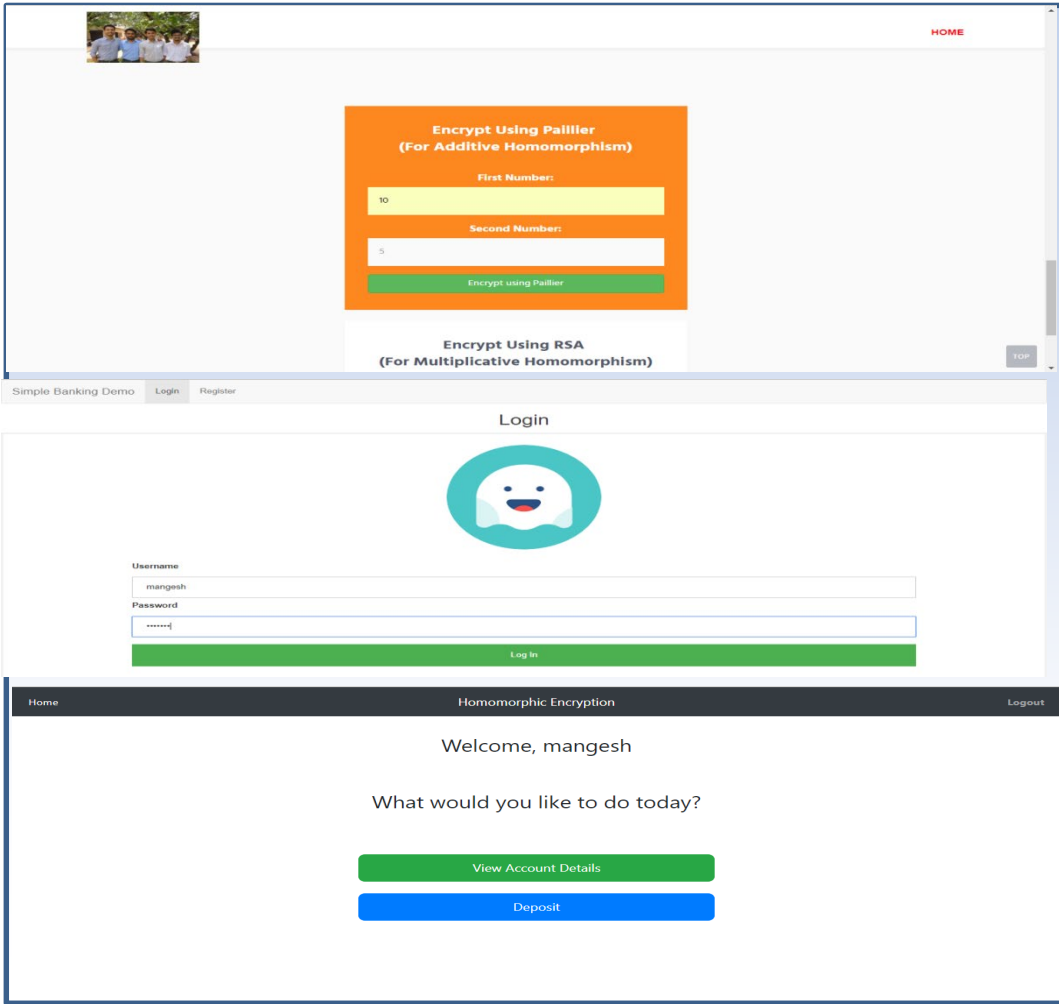 HOME
Encrypt Using Paillier
(For Additive Homomorphism)
First Number:
10
Second Number:
5
Encrypt using Paillier
Encrypt Using RSA
(For Multiplicative Homomorphism)
TOP
Simple Banking Demo Login Register
Login
Username
mangesh
Password
•••••••
Log In
Home Homomorphic Encryption Logout
Welcome, mangesh
What would you like to do today?
View Account Details
Deposit